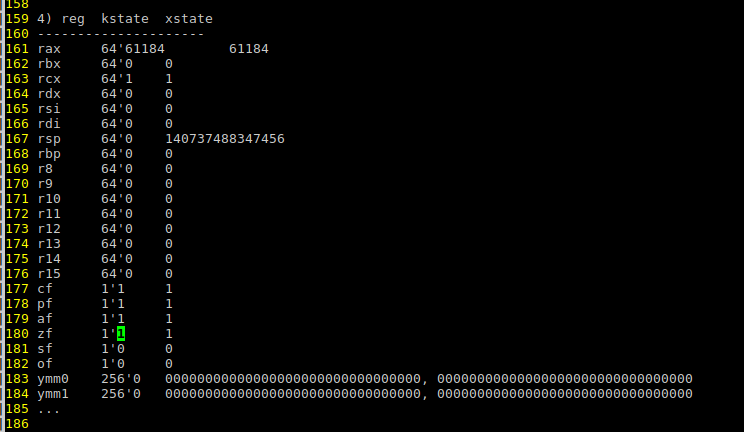 158
159 4) reg  kstate  xstate
160 ---------------------
161 rax     64'61184        61184
162 rbx     64'0    0
163 rcx     64'1    1
164 rdx     64'0    0
165 rsi     64'0    0
166 rdi     64'0    0
167 rsp     64'0    140737488347456
168 rbp     64'0    0
169 r8      64'0    0
170 r9      64'0    0
171 r10     64'0    0
172 r11     64'0    0
173 r12     64'0    0
174 r13     64'0    0
175 r14     64'0    0
176 r15     64'0    0
177 cf      1'1     1
178 pf      1'1     1
179 af      1'1     1
180 zf      1'1     1
181 sf      1'0     0
182 of      1'0     0
183 ymm0    256'0   00000000000000000000000000000000, 00000000000000000000000000000000
184 ymm1    256'0   00000000000000000000000000000000, 00000000000000000000000000000000
185 ...
186